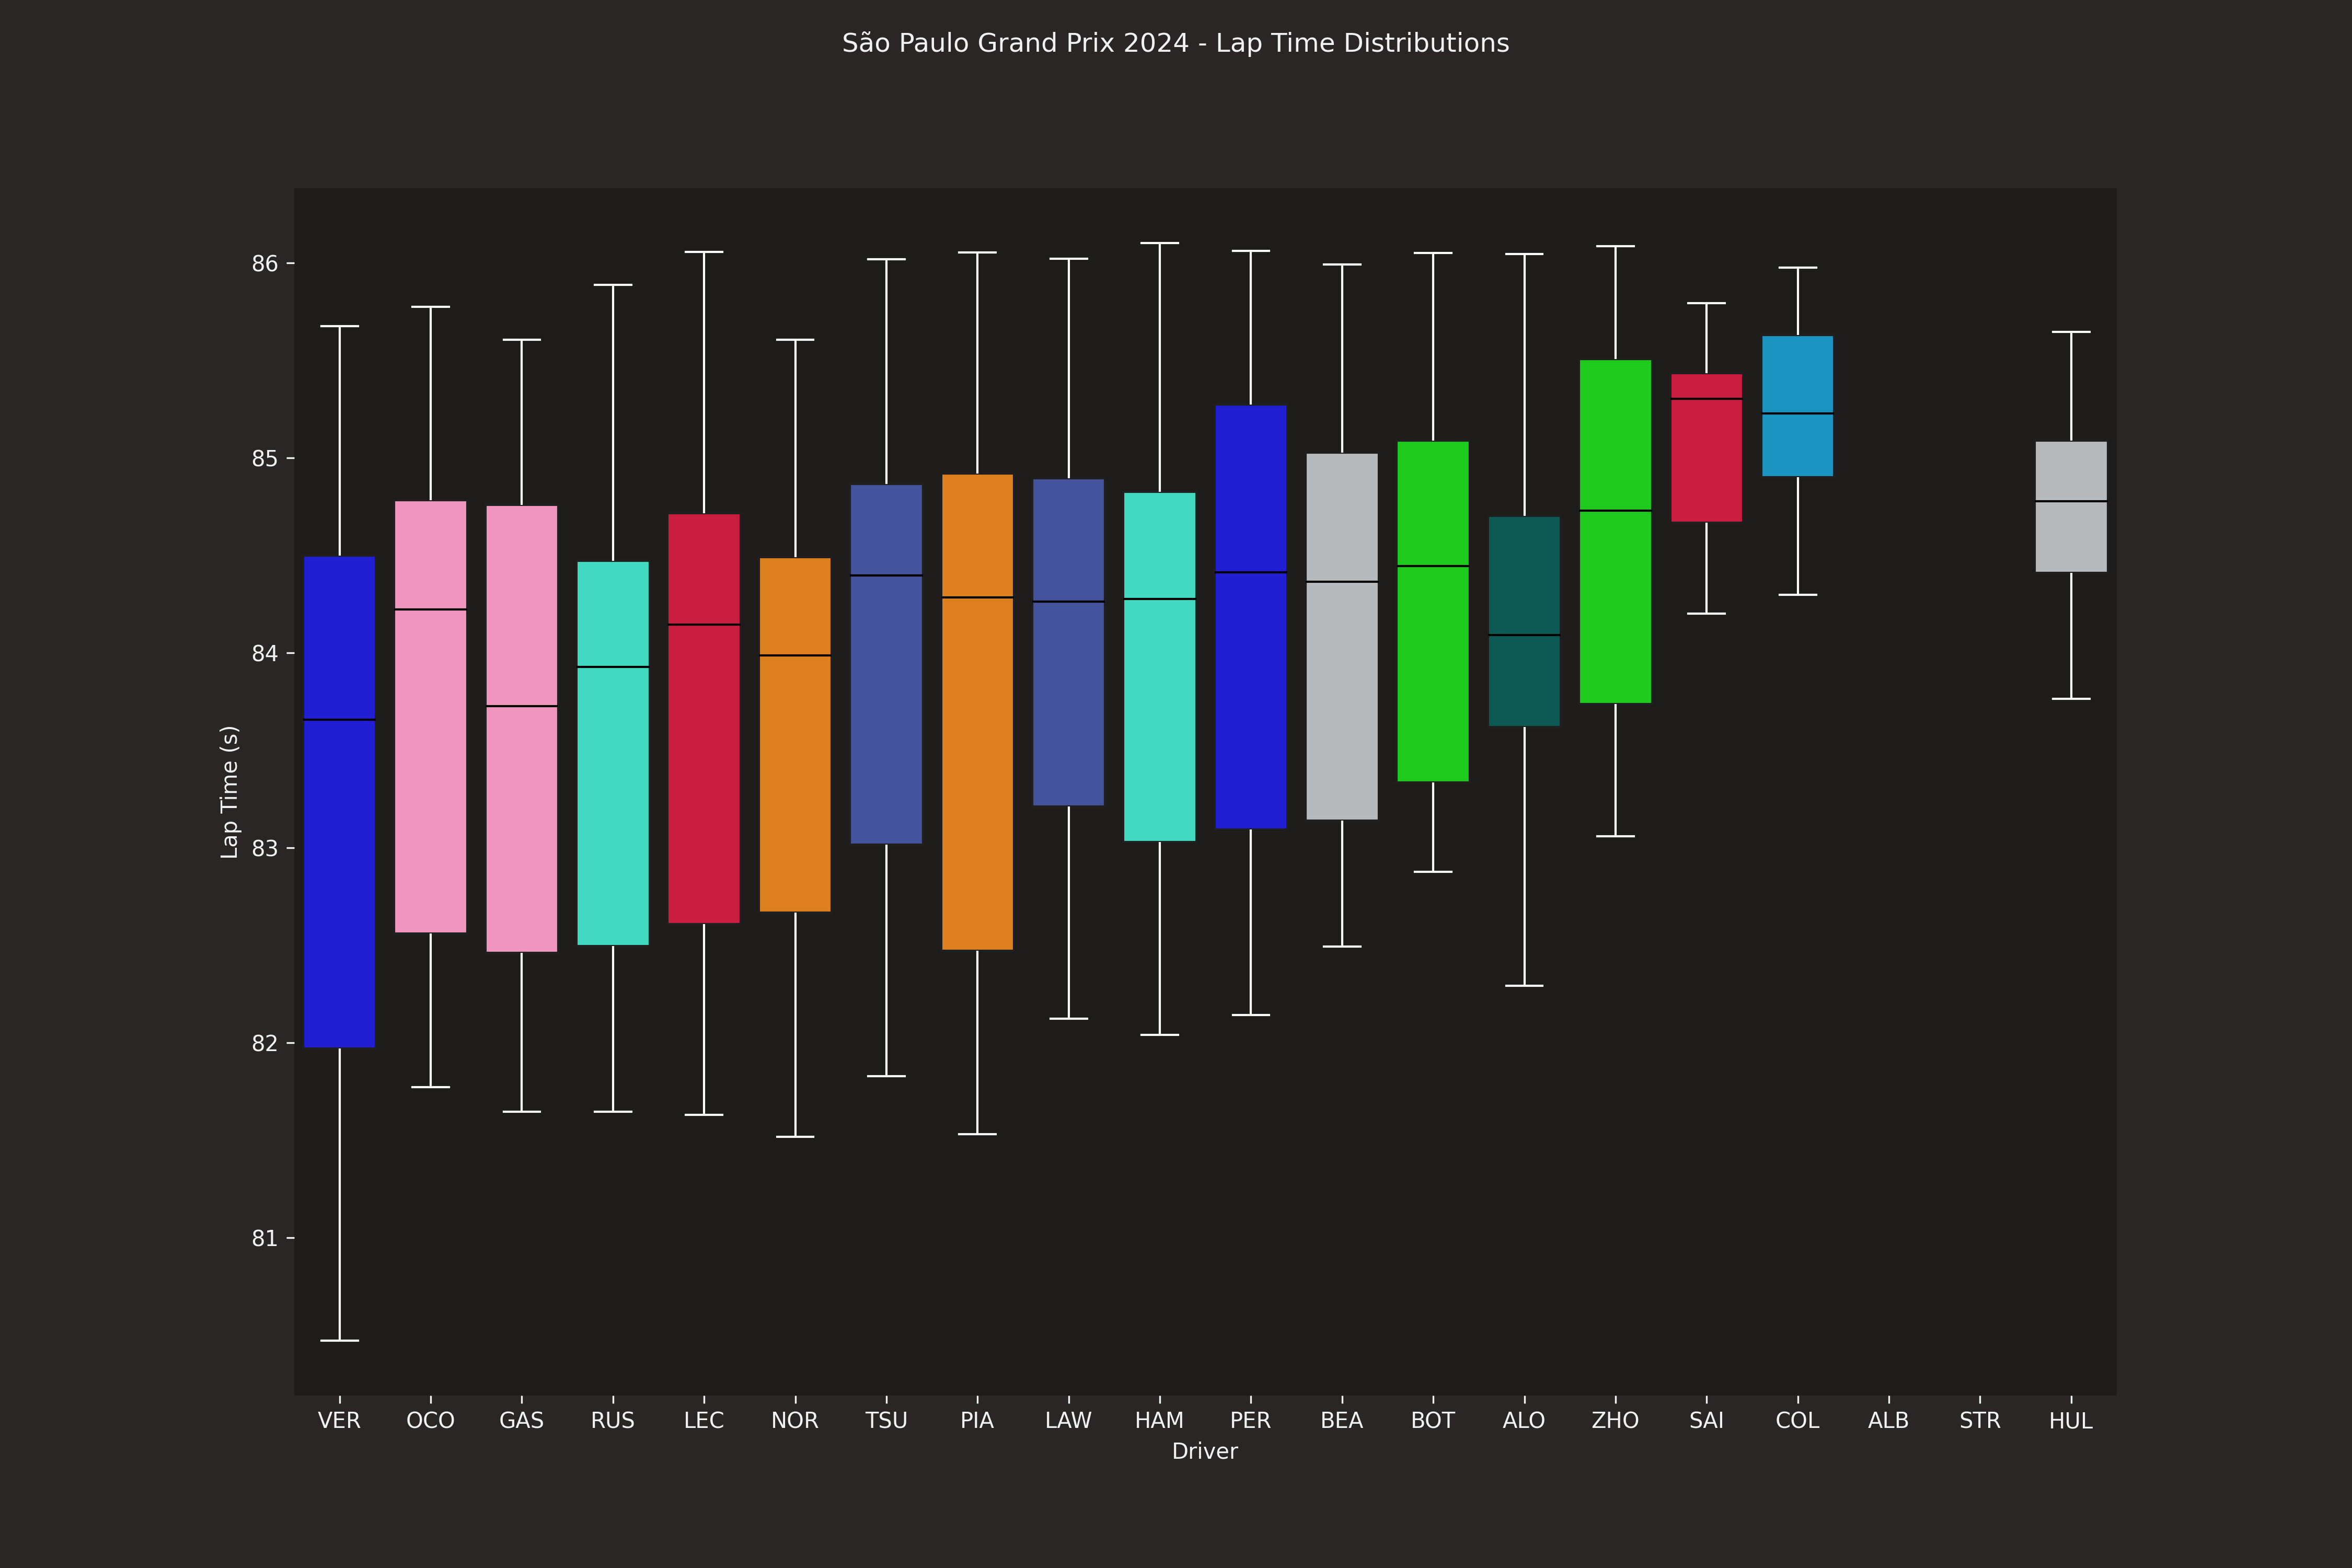 São Paulo Grand Prix 2024 - Lap Time Distributions
86
85
84
83
82
81
Lap Time (s)
VER OCO GAS RUS LEC NOR TSU PIA LAW HAM PER BEA BOT ALO ZHO SAI COL ALB STR HUL
Driver